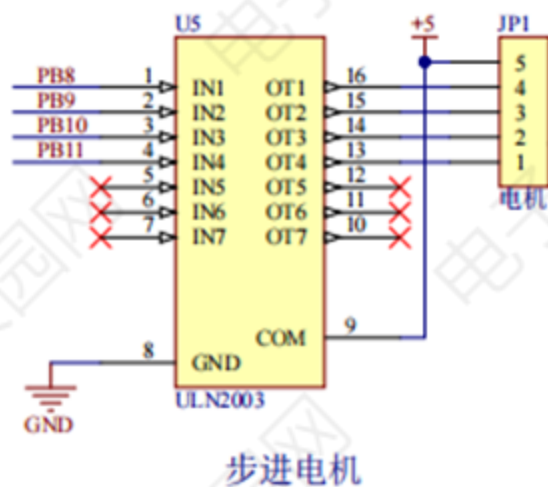 U5 +5 JP1
PB8 1 IN1 OT1 16 5
PB9 2 IN2 OT2 15 4
PB10 3 IN3 OT3 14 3
PB11 4 IN4 OT4 13 2
5 IN5 OT5 12 1
6 IN6 OT6 11 电机
7 IN7 OT7 10
COM 9
8 GND
GND ULN2003
步进电机